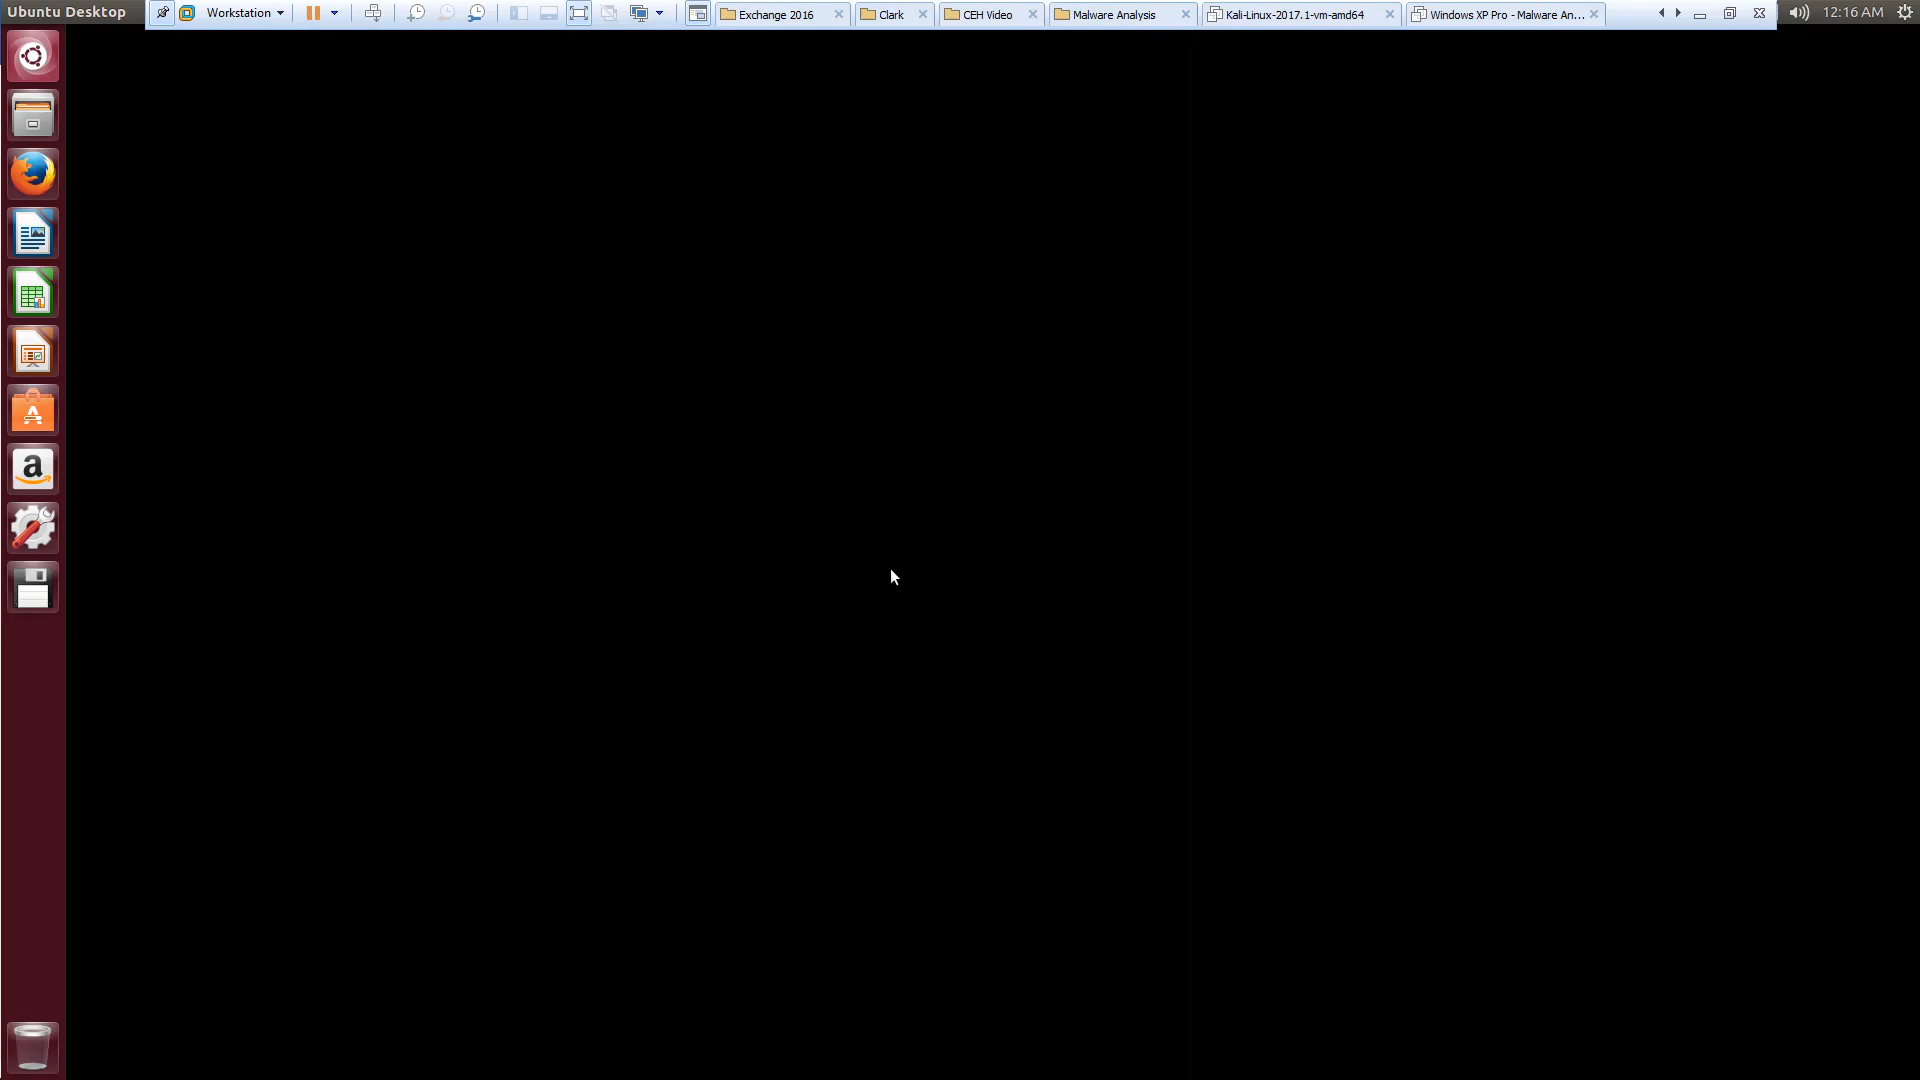 Ubuntu Desktop
Workstation
Exchange 2016
Clark
CEH Video
Malware Analysis
Kali-Linux-2017.1-vm-amd64
Windows XP Pro - Malware An...
12:16 AM
A
a